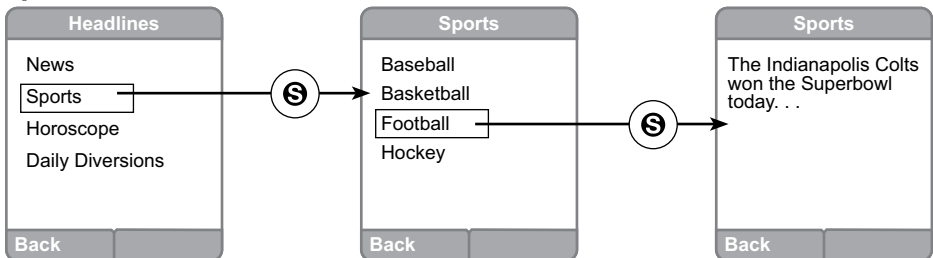 Headlines
News
Sports
Horoscope
Daily Diversions
Back
S
Sports
Baseball
Basketball
Football
Hockey
Back
S
Sports
The Indianapolis Colts
won the Superbowl
today. . .
Back